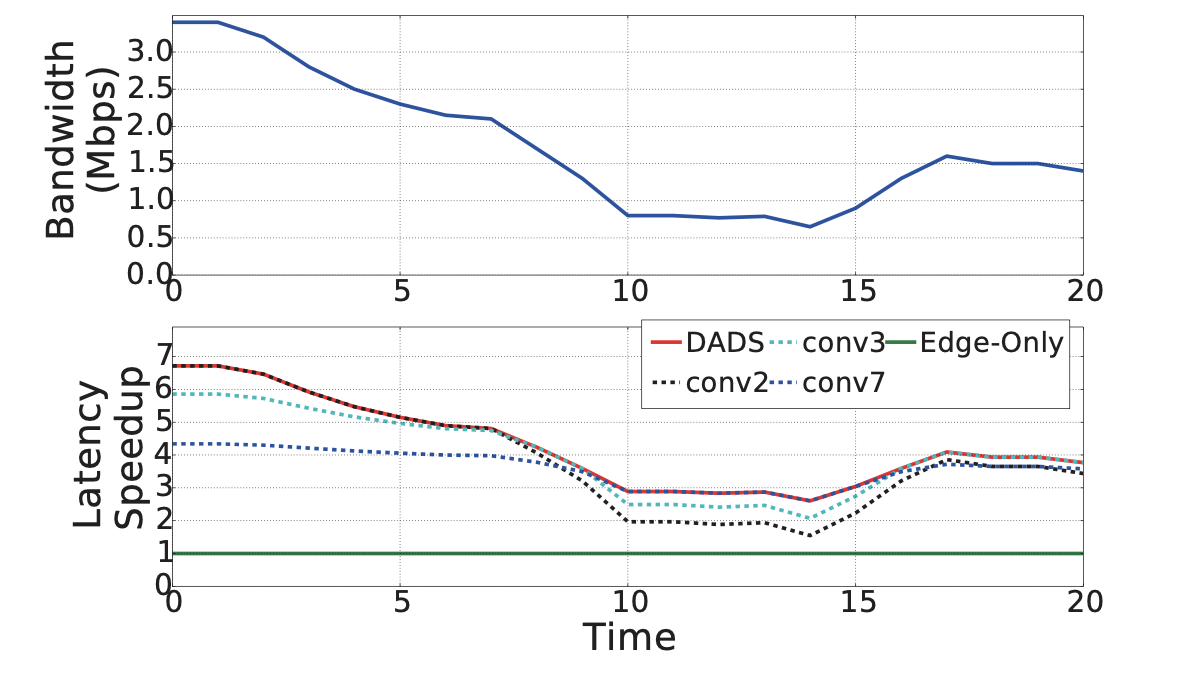 Bandwidth
(Mbps)
3.0
2.5
2.0
1.5
1.0
0.5
0.0
0 5 10 15 20
Latency
Speedup
7
6
5
4
3
2
1
0
DADS conv3 Edge-Only
conv2 conv7
0 5 10 15 20
Time